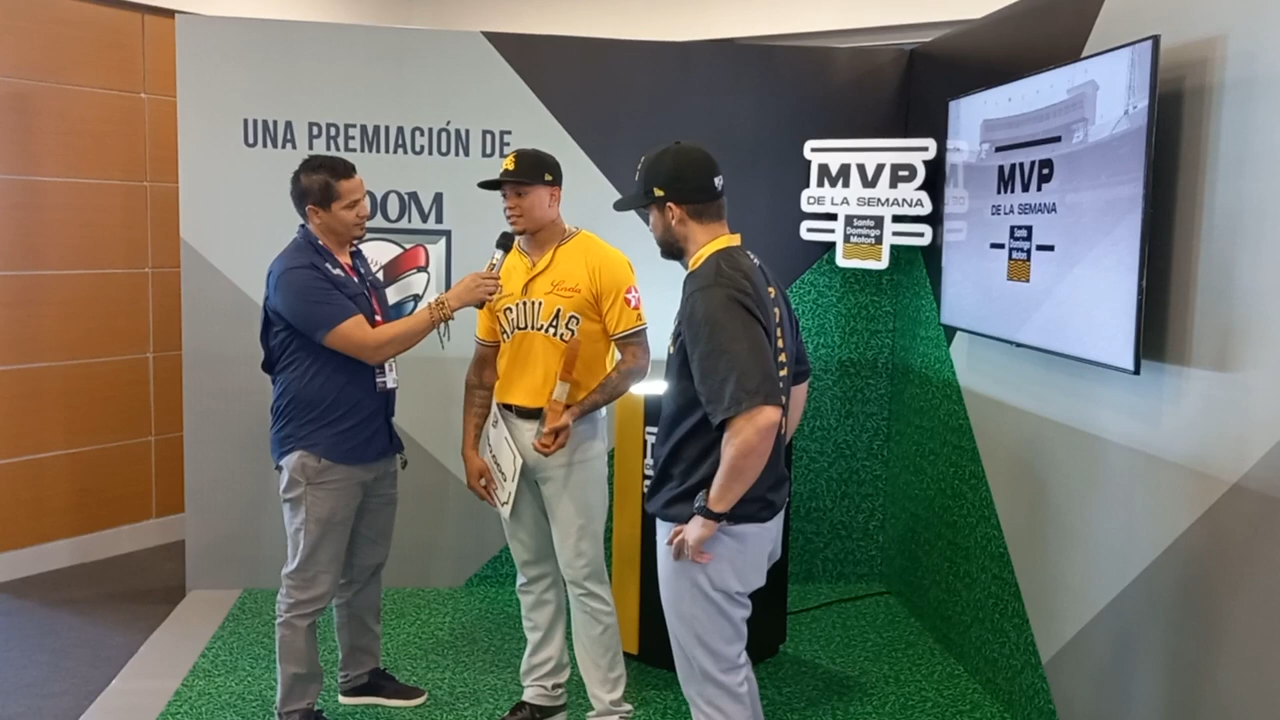 UNA PREMIACIÓN DE
DOM
Linda
AGUILAS
MVP
DE LA SEMANA
Santo
Domingo
Motors
MVP
DE LA SEMANA
Santo
Domingo
Motors